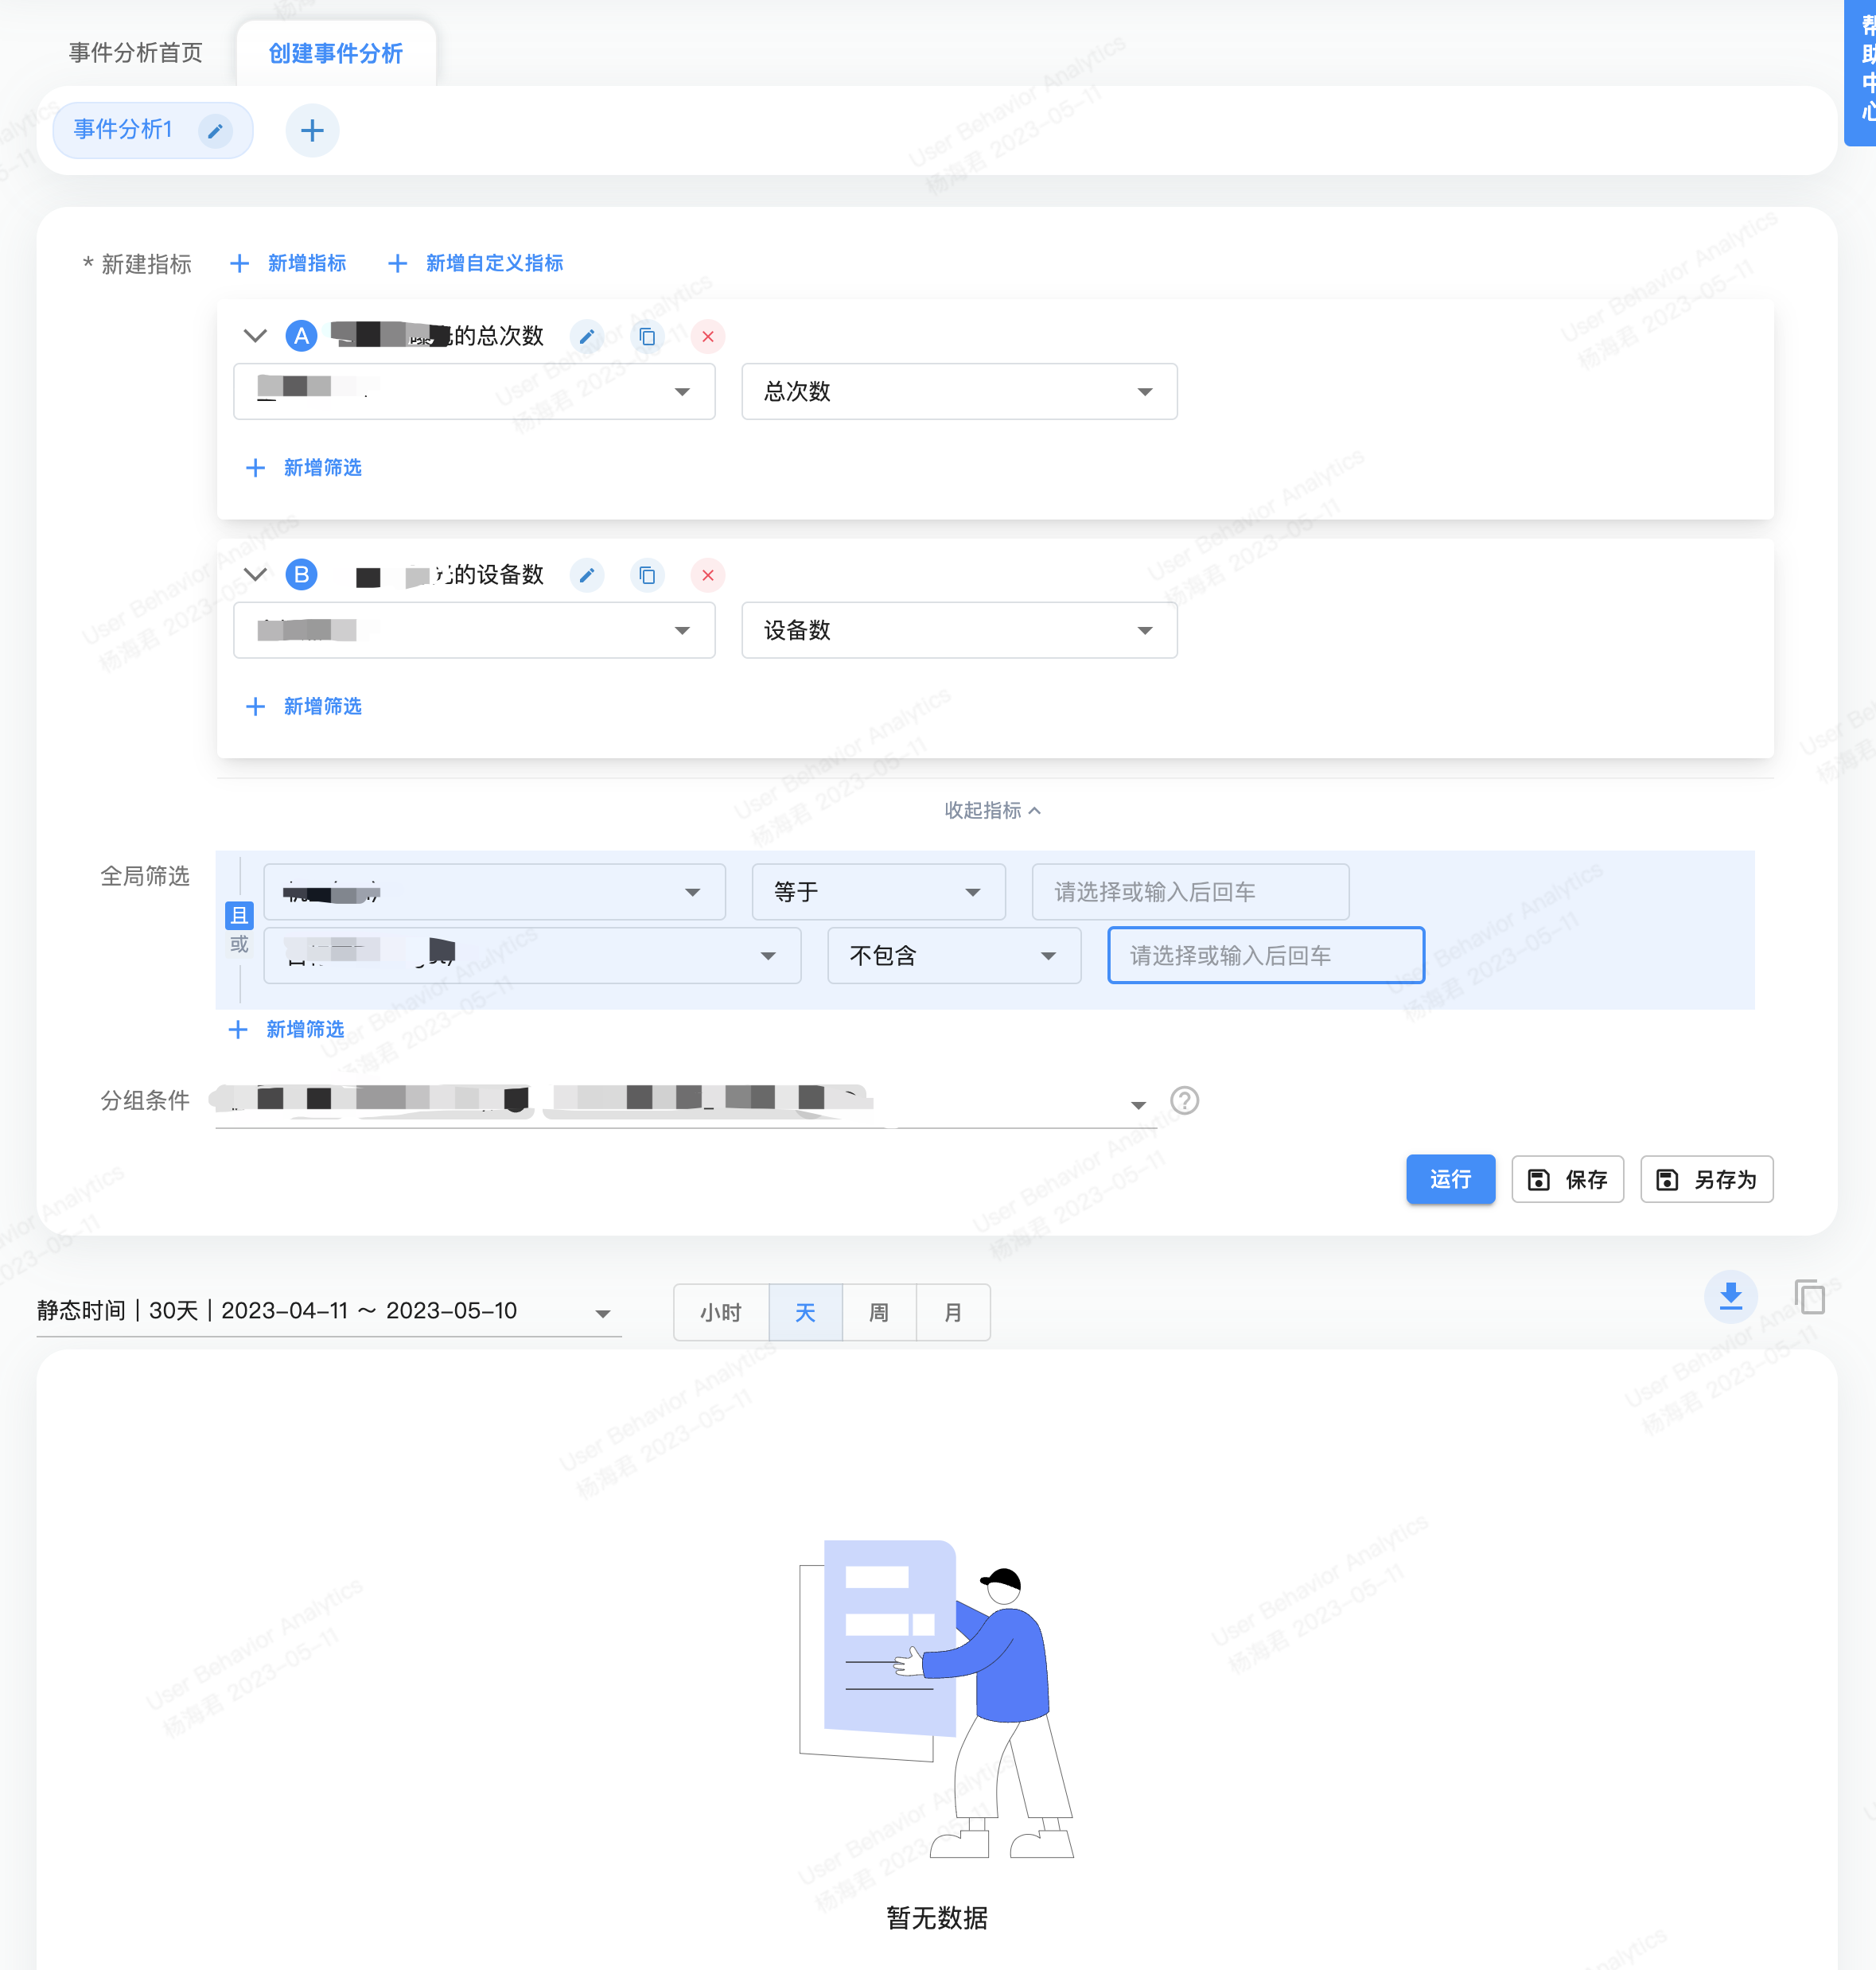 事件分析首页
创建事件分析
帮助中心
事件分析1
* 新建指标
新增指标
新增自定义指标
A
的总次数
总次数
新增筛选
B
的设备数
设备数
新增筛选
收起指标
全局筛选
等于
请选择或输入后回车
且
或
不包含
请选择或输入后回车
新增筛选
分组条件
运行
保存
另存为
静态时间 | 30天 | 2023-04-11 ～ 2023-05-10
小时
天
周
月
暂无数据
User Behavior Analytics
杨海君 2023-05-11